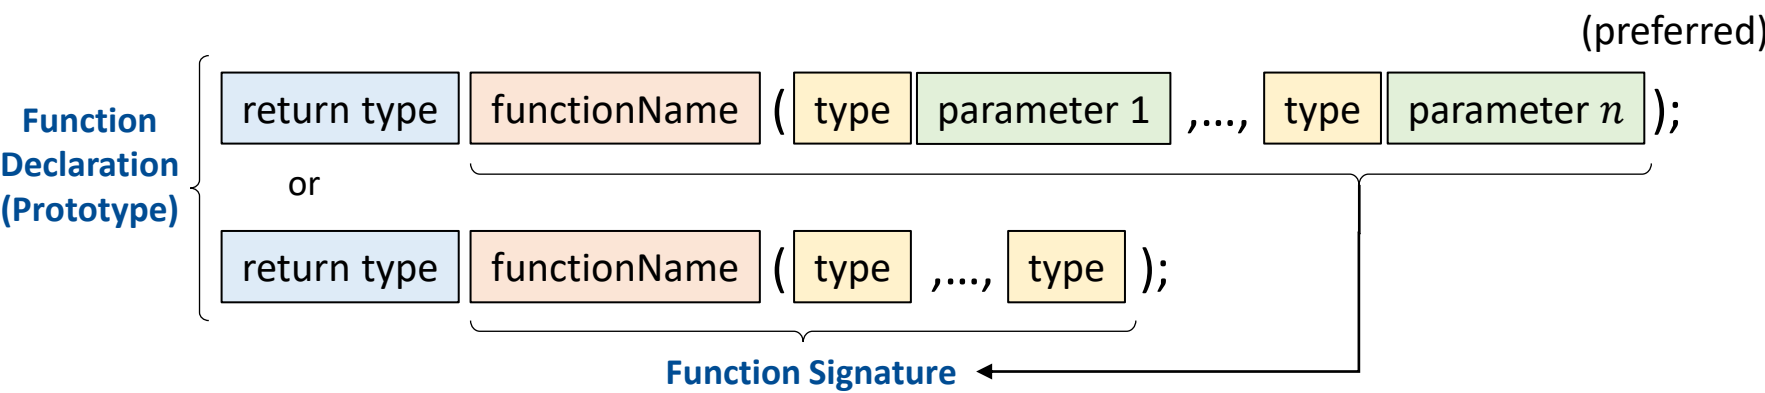 (preferred)
Function
Declaration
(Prototype)
return type functionName ( type parameter 1 ,…, type parameter n );
or
return type functionName ( type ,…, type );
Function Signature